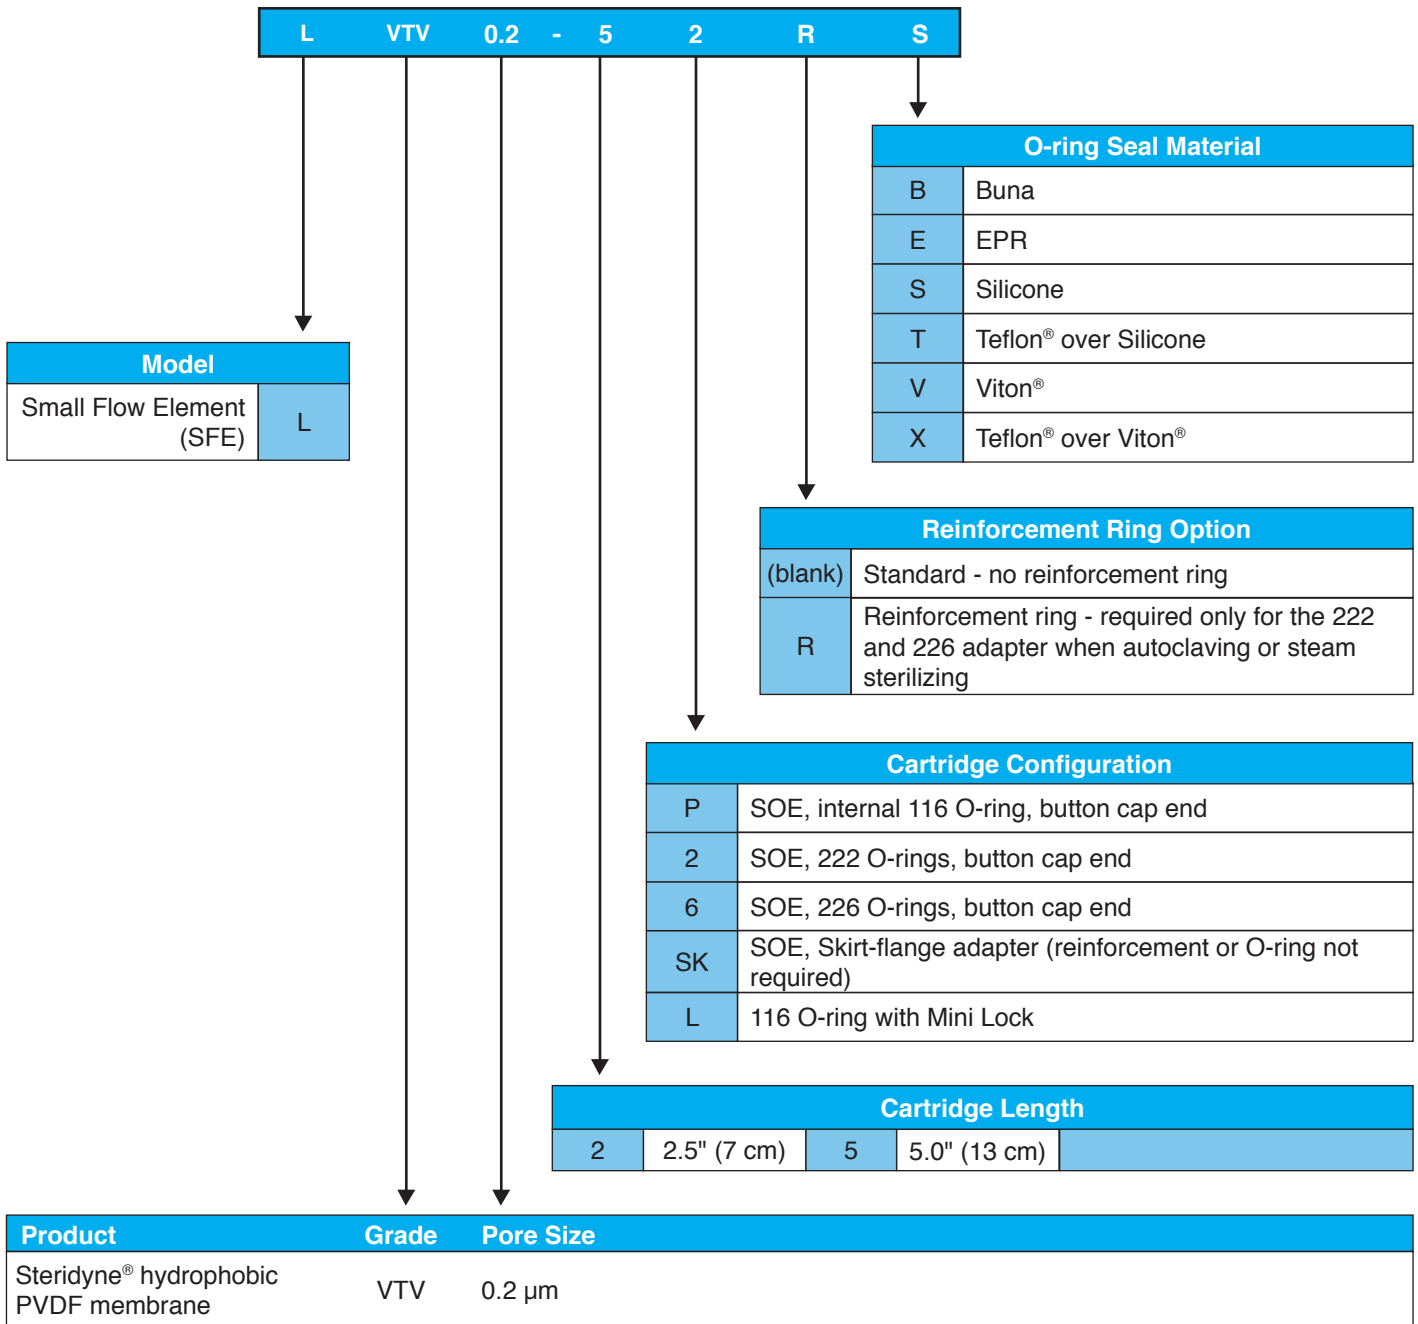 L VTV 0.2 - 5 2 R S
O-ring Seal Material
B Buna
E EPR
S Silicone
T Teflon® over Silicone
V Viton®
X Teflon® over Viton®
Model
Small Flow Element
(SFE)
L
Reinforcement Ring Option
(blank) Standard - no reinforcement ring
R
Reinforcement ring - required only for the 222
and 226 adapter when autoclaving or steam
sterilizing
Cartridge Configuration
P SOE, internal 116 O-ring, button cap end
2 SOE, 222 O-rings, button cap end
6 SOE, 226 O-rings, button cap end
SK
SOE, Skirt-flange adapter (reinforcement or O-ring not
required)
L 116 O-ring with Mini Lock
Cartridge Length
2 2.5" (7 cm) 5 5.0" (13 cm)
Product Grade Pore Size
Steridyne® hydrophobic
PVDF membrane
VTV 0.2 µm